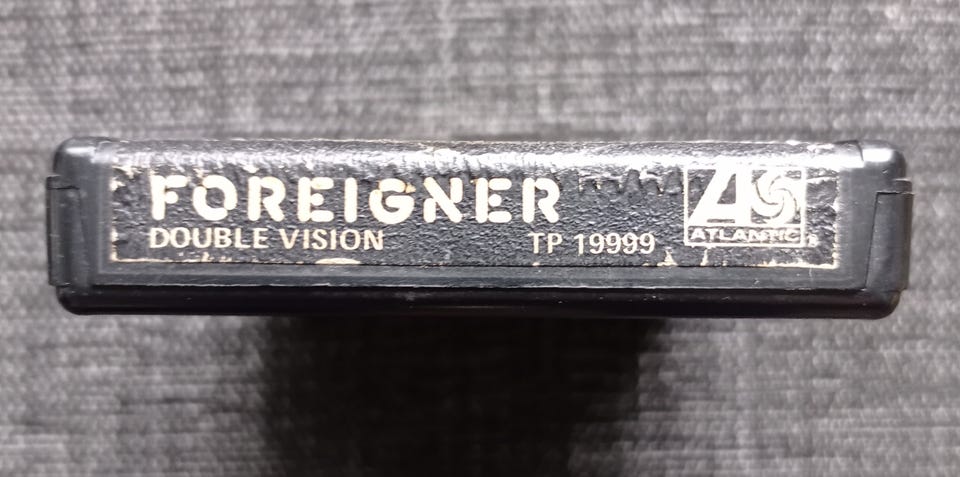 FOREIGNER
DOUBLE VISION
TP 19999
ATLANTIC